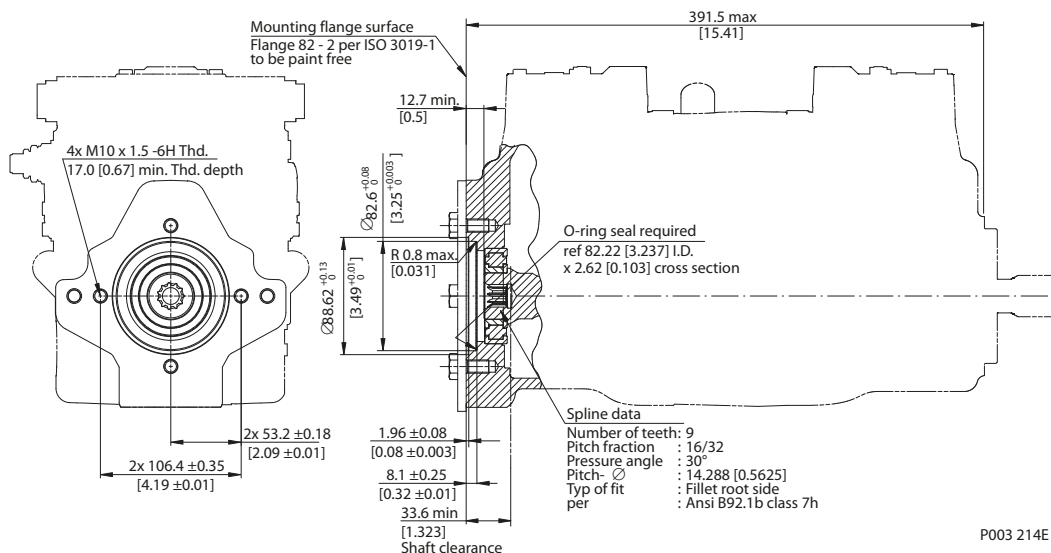 391.5 max
[15.41]
Mounting flange surface
Flange 82 - 2 per ISO 3019-1
to be paint free
12.7 min.
[0.5]
4x M10 x 1.5 -6H Thd.
17.0 [0.67] min. Thd. depth
Ø82.6 +0.08 0
[3.25 +0.003 0 ]
O-ring seal required
ref 82.22 [3.237] I.D.
x 2.62 [0.103] cross section
R 0.8 max.
[0.031]
Ø88.62 +0.13 0
[3.49 +0.01 0 ]
Spline data
Number of teeth: 9
Pitch fraction : 16/32
Pressure angle : 30°
Pitch- Ø : 14.288 [0.5625]
Typ of fit : Fillet root side
per : Ansi B92.1b class 7h
2x 53.2 ±0.18
[2.09 ±0.01]
2x 106.4 ±0.35
[4.19 ±0.01]
1.96 ±0.08
[0.08 ±0.003]
8.1 ±0.25
[0.32 ±0.01]
33.6 min
[1.323]
Shaft clearance
P003 214E